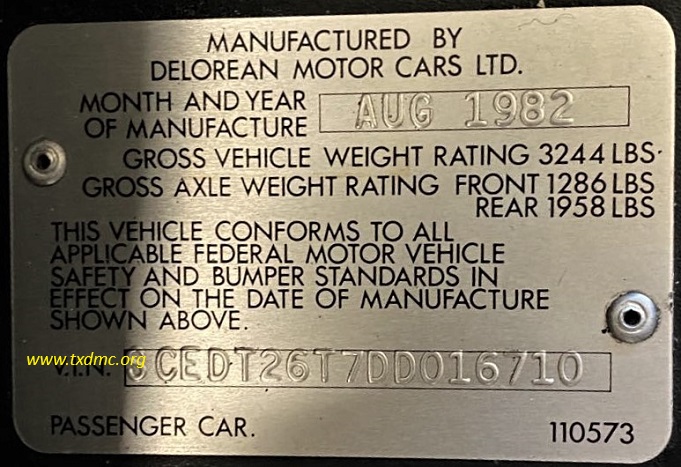 MANUFACTURED BY
DELOREAN MOTOR CARS LTD.
MONTH AND YEAR
OF MANUFACTURE AUG 1982
GROSS VEHICLE WEIGHT RATING 3244 LBS.
GROSS AXLE WEIGHT RATING FRONT 1286 LBS
REAR 1958 LBS
THIS VEHICLE CONFORMS TO ALL
APPLICABLE FEDERAL MOTOR VEHICLE
SAFETY AND BUMPER STANDARDS IN
EFFECT ON THE DATE OF MANUFACTURE
SHOWN ABOVE.
www.txdmc.org
V.I.N. SCEDT26T7DD016710
PASSENGER CAR. 110573